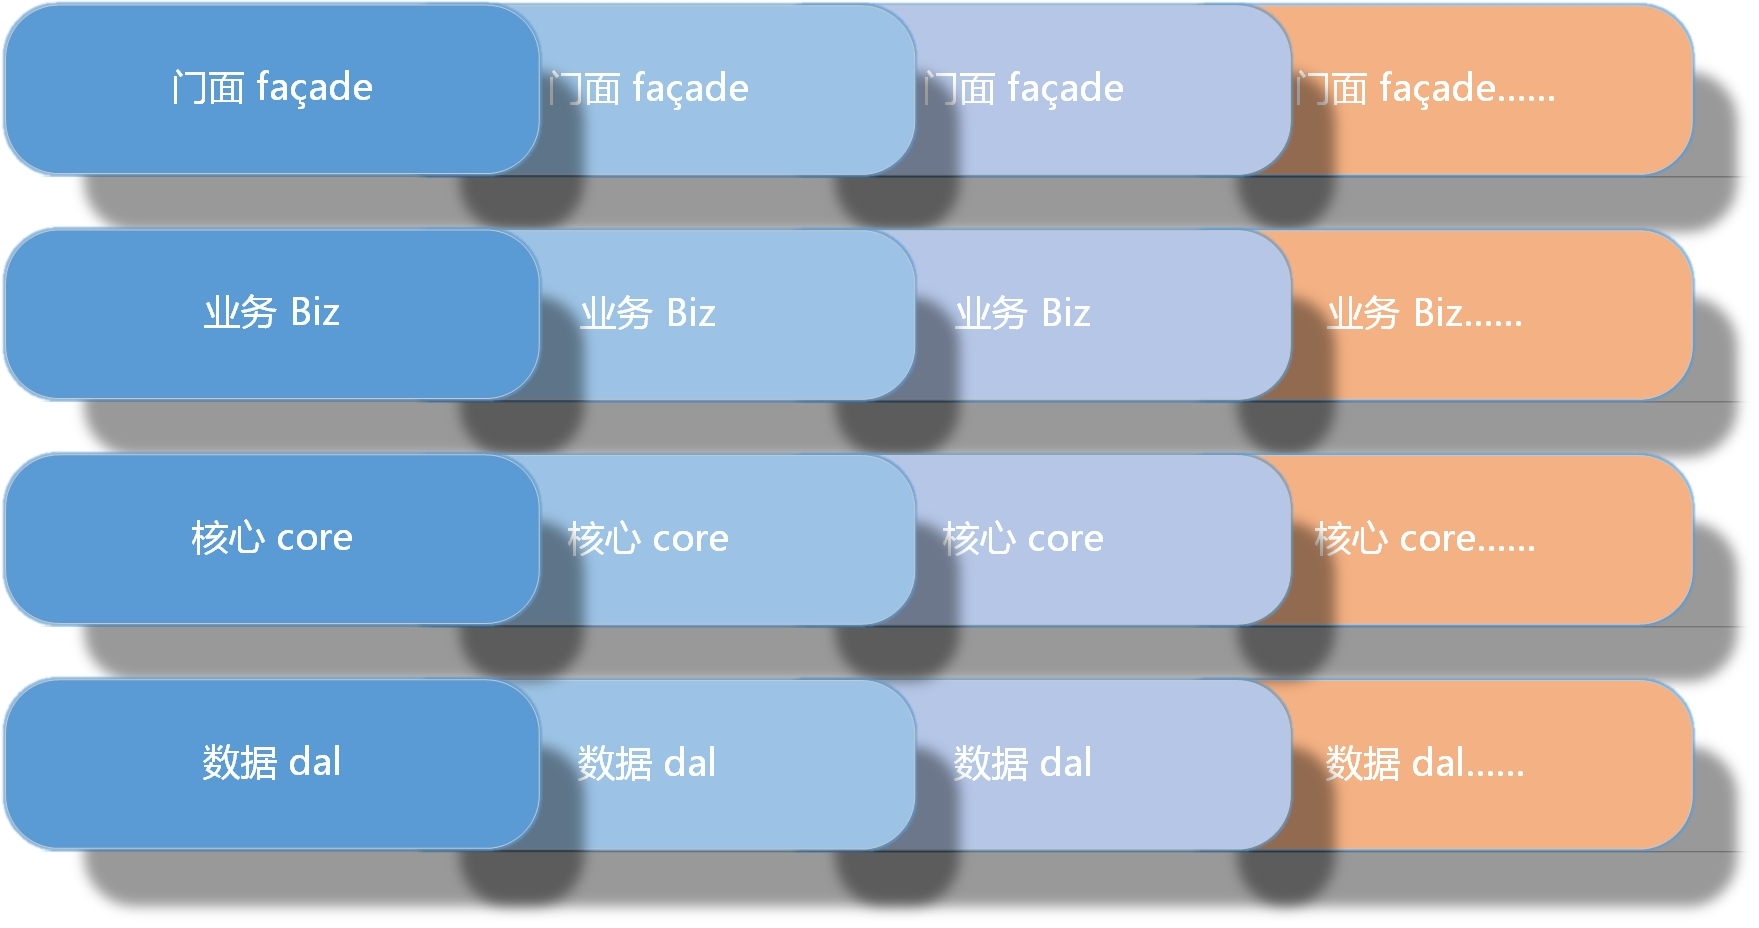 门面 façade 门面 façade 门面 façade 门面 façade......
业务 Biz 业务 Biz 业务 Biz 业务 Biz......
核心 core 核心 core 核心 core 核心 core......
数据 dal 数据 dal 数据 dal 数据 dal......